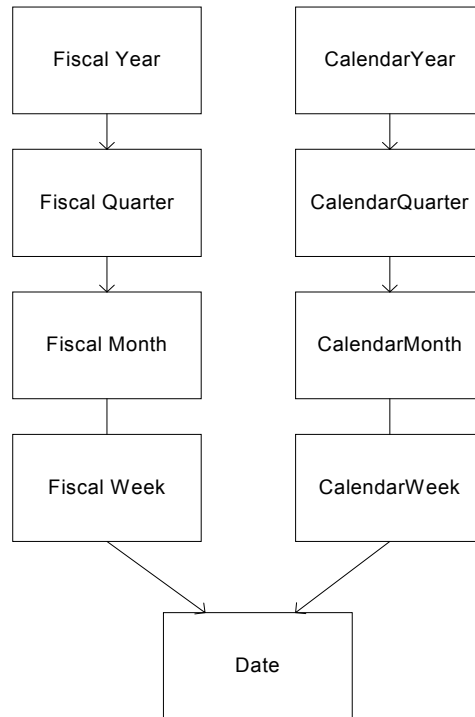 Fiscal Year
CalendarYear
Fiscal Quarter
CalendarQuarter
Fiscal Month
CalendarMonth
Fiscal Week
CalendarWeek
Date